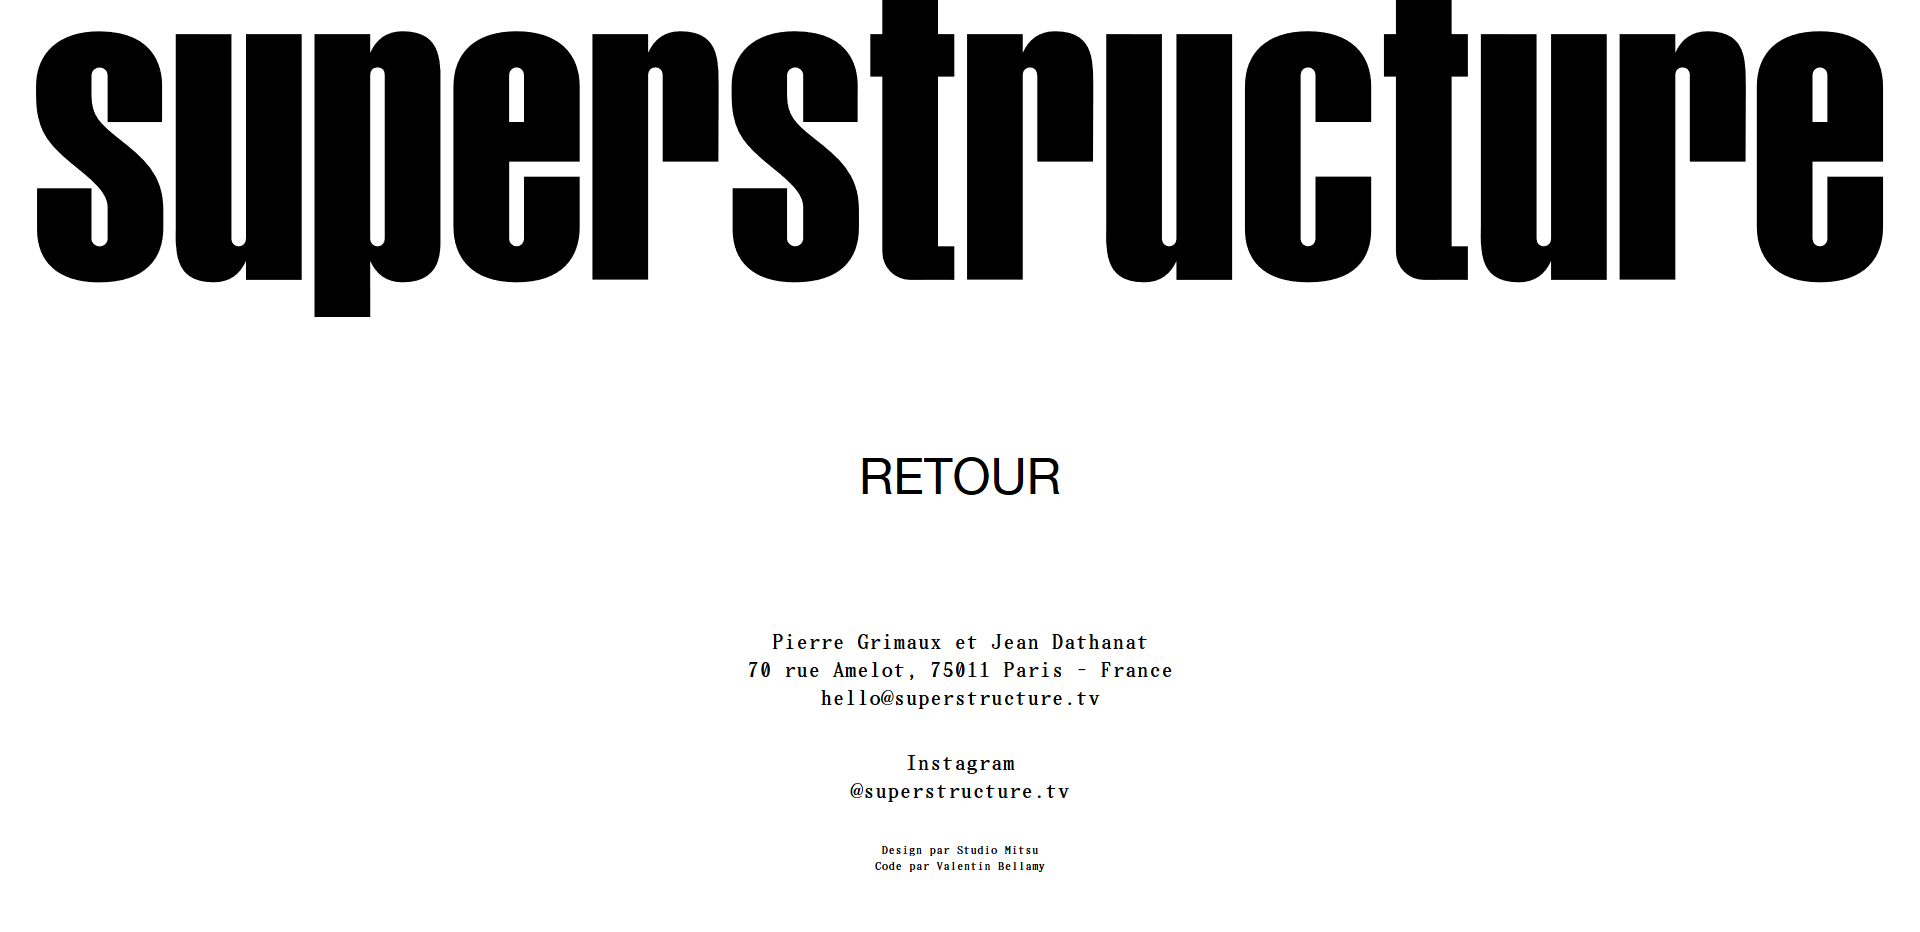 superstructure
RETOUR
Pierre Grimaux et Jean Dathanat
70 rue Amelot, 75011 Paris - France
hello@superstructure.tv
Instagram
@superstructure.tv
Design par Studio Mitsu
Code par Valentin Bellamy